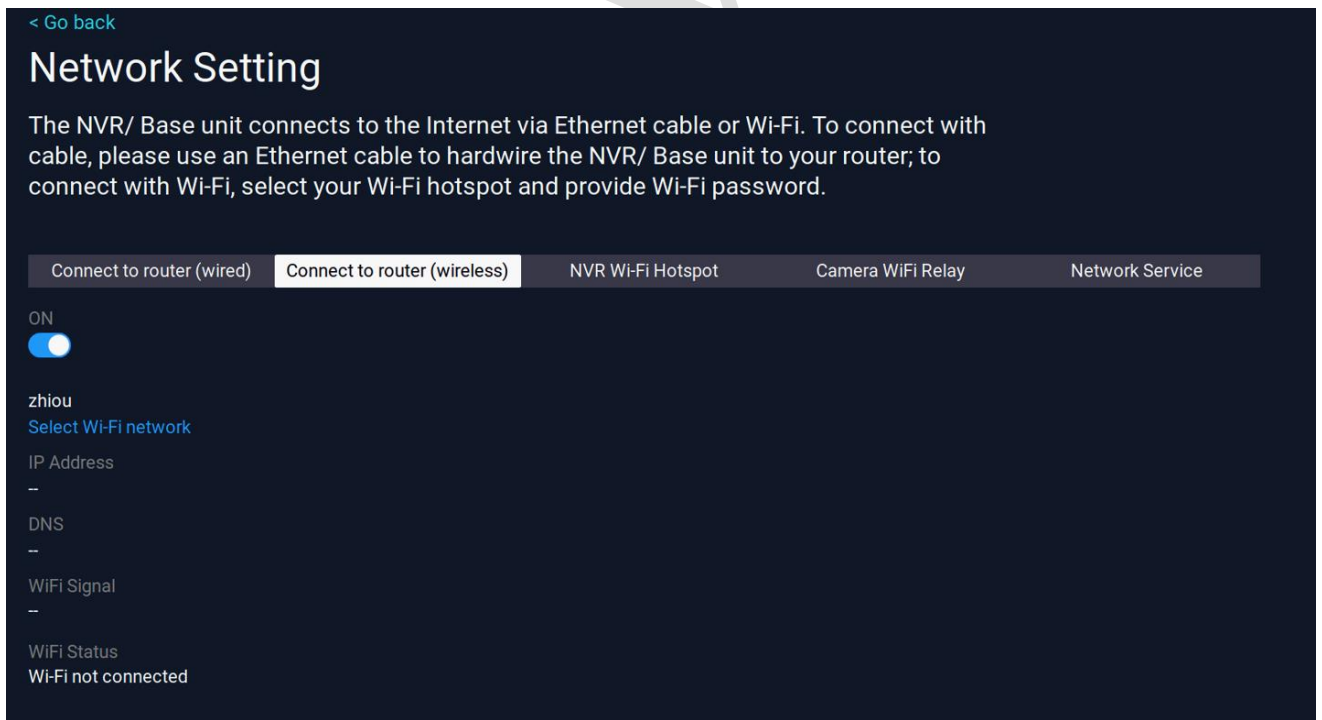 < Go back
Network Setting
The NVR/ Base unit connects to the Internet via Ethernet cable or Wi-Fi. To connect with
cable, please use an Ethernet cable to hardwire the NVR/ Base unit to your router; to
connect with Wi-Fi, select your Wi-Fi hotspot and provide Wi-Fi password.
Connect to router (wired) Connect to router (wireless) NVR Wi-Fi Hotspot Camera WiFi Relay Network Service
ON
zhiou
Select Wi-Fi network
IP Address
--
DNS
--
WiFi Signal
--
WiFi Status
Wi-Fi not connected